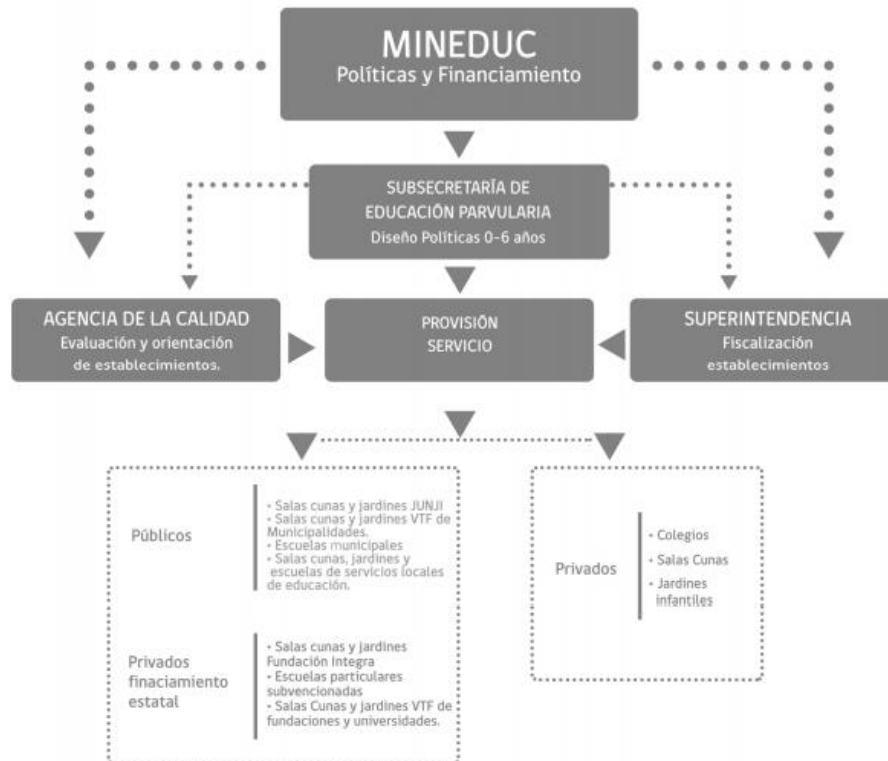 MINEDUC
Políticas y Financiamiento
SUBSECRETARÍA DE
EDUCACIÓN PARVULARIA
Diseño Políticas 0-6 años
AGENCIA DE LA CALIDAD
Evaluación y orientación
de establecimientos.
PROVISIÓN
SERVICIO
SUPERINTENDENCIA
Fiscalización
establecimientos
Públicos
• Salas cunas y jardines JUNJI
• Salas cunas y jardines VTF de
Municipalidades.
• Escuelas municipales
• Salas cunas, jardines y
escuelas de servicios locales
de educación.
Privados
finaciamiento
estatal
• Salas cunas y jardines
Fundación Integra
• Escuelas particulares
subvencionadas
• Salas Cunas y jardines VTF de
fundaciones y universidades.
Privados
• Colegios
• Salas Cunas
• Jardines
infantiles